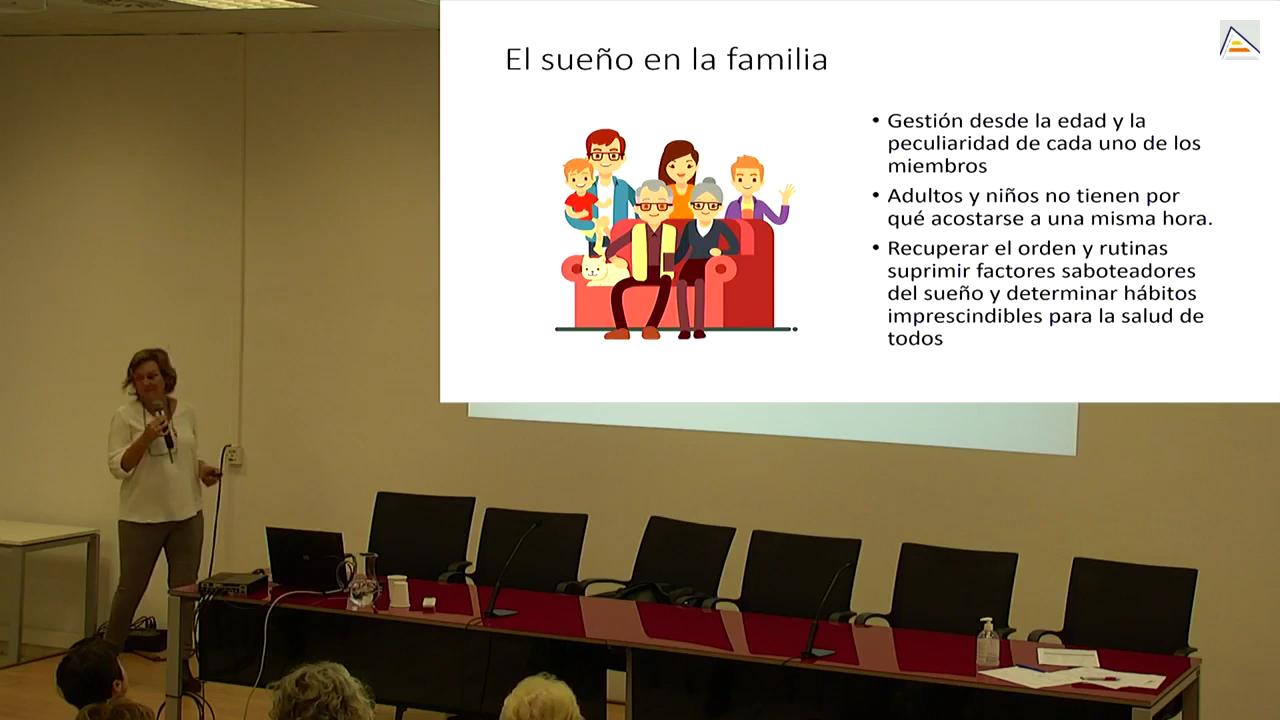 El sueño en la familia
• Gestión desde la edad y la
peculiaridad de cada uno de los
miembros
• Adultos y niños no tienen por
qué acostarse a una misma hora.
• Recuperar el orden y rutinas
suprimir factores saboteadores
del sueño y determinar hábitos
imprescindibles para la salud de
todos